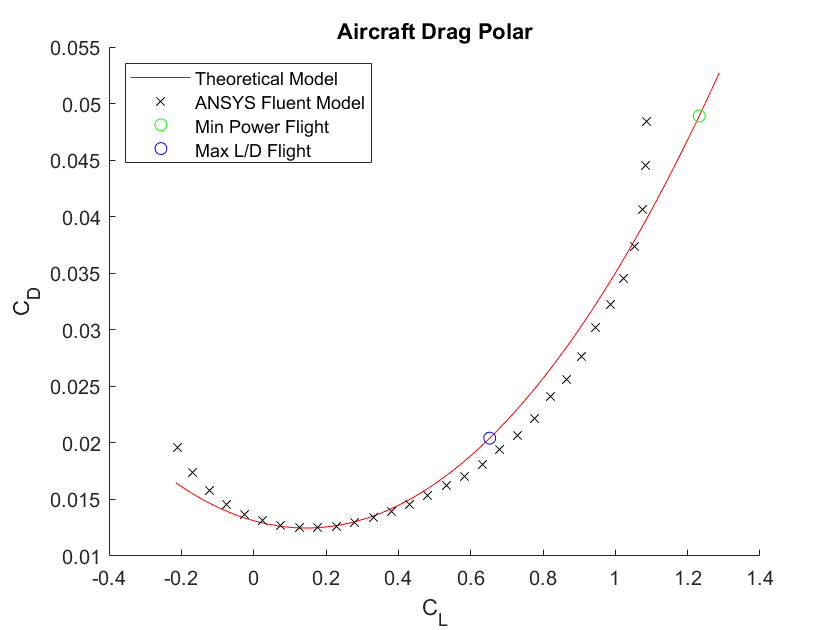 Aircraft Drag Polar
0.055
0.05
0.045
0.04
0.035
0.03
0.025
0.02
0.015
0.01
Theoretical Model
ANSYS Fluent Model
Min Power Flight
Max L/D Flight
C_D
-0.4 -0.2 0 0.2 0.4 0.6 0.8 1 1.2 1.4
C_L